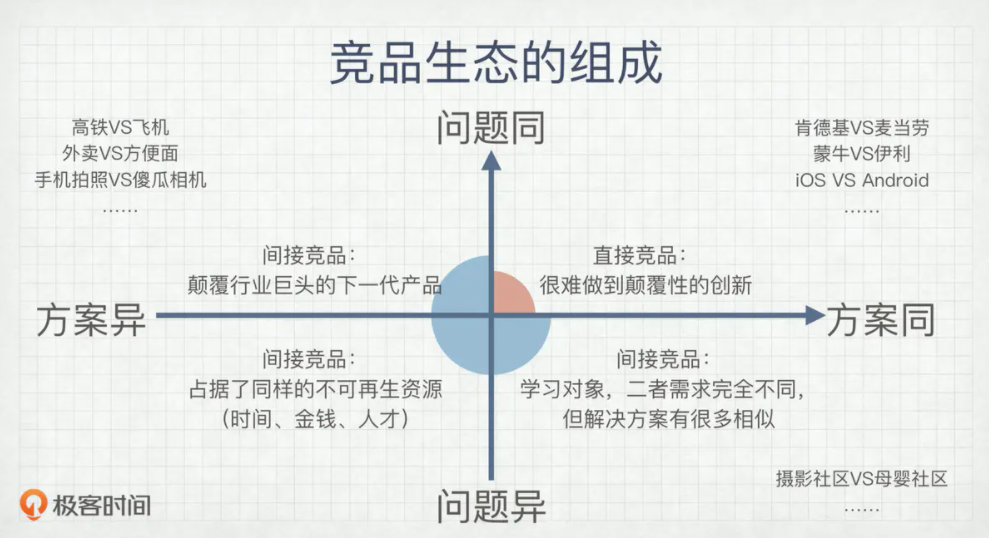 竞品生态的组成
问题同
高铁VS飞机
外卖VS方便面
手机拍照VS傻瓜相机
……
肯德基VS麦当劳
蒙牛VS伊利
iOS VS Android
……
间接竞品：
颠覆行业巨头的下一代产品
直接竞品：
很难做到颠覆性的创新
方案异
方案同
间接竞品：
占据了同样的不可再生资源
（时间、金钱、人才）
间接竞品：
学习对象，二者需求完全不同，
但解决方案有很多相似
摄影社区VS母婴社区
……
问题异
极客时间